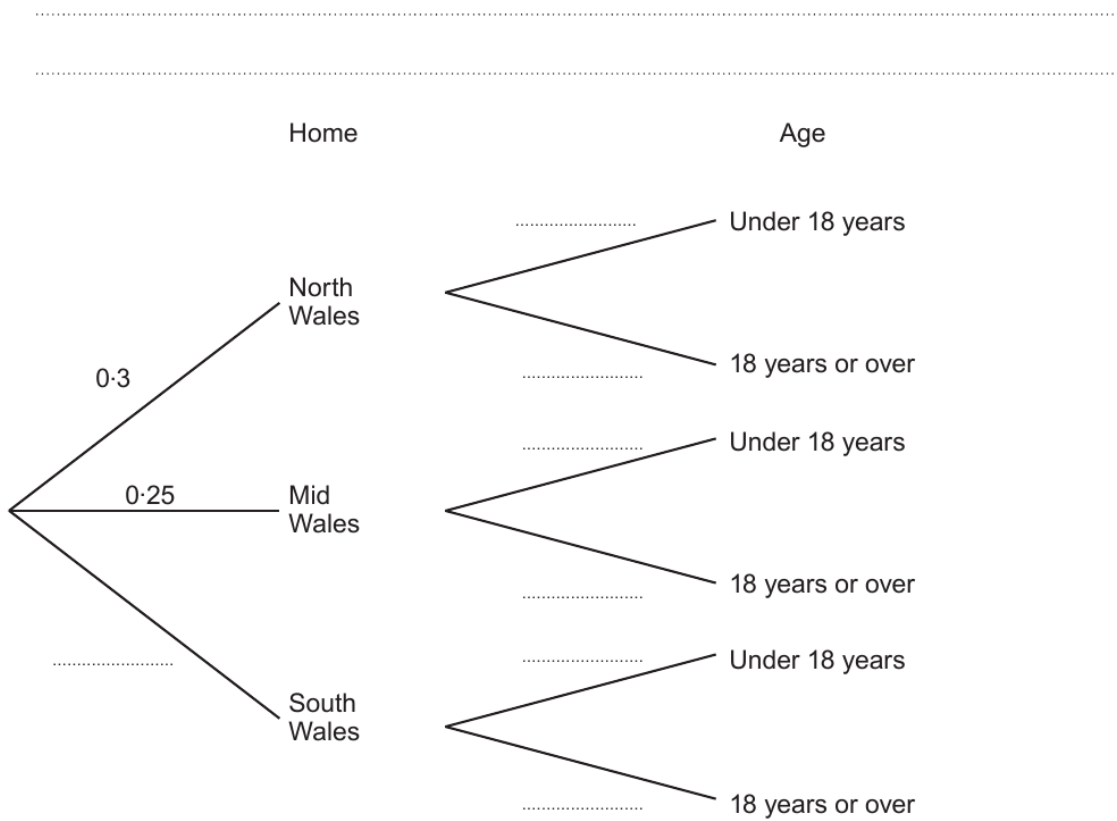 Home Age
Under 18 years
North
Wales
0·3
18 years or over
Under 18 years
0·25
Mid
Wales
18 years or over
Under 18 years
South
Wales
18 years or over